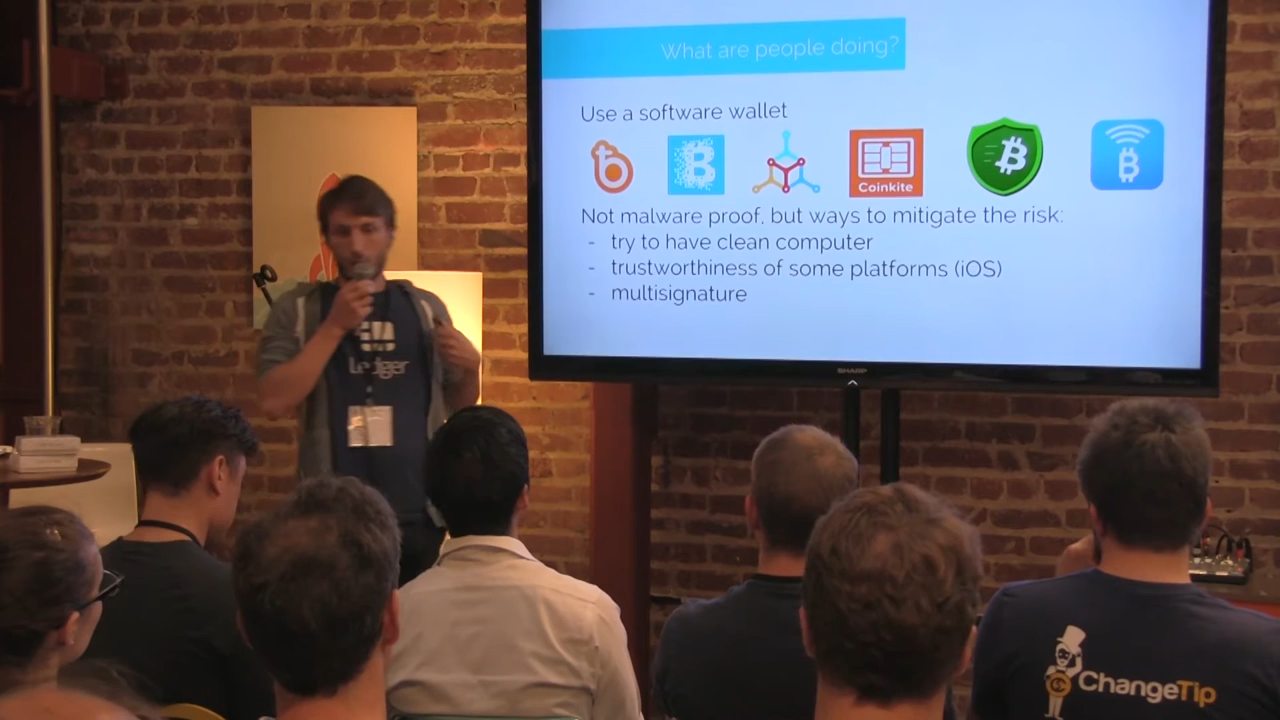 What are people doing?
Use a software wallet
Coinkite
Not malware proof, but ways to mitigate the risk:
- try to have clean computer
- trustworthiness of some platforms (iOS)
- multisignature
SHARP
Ledger
ChangeTip